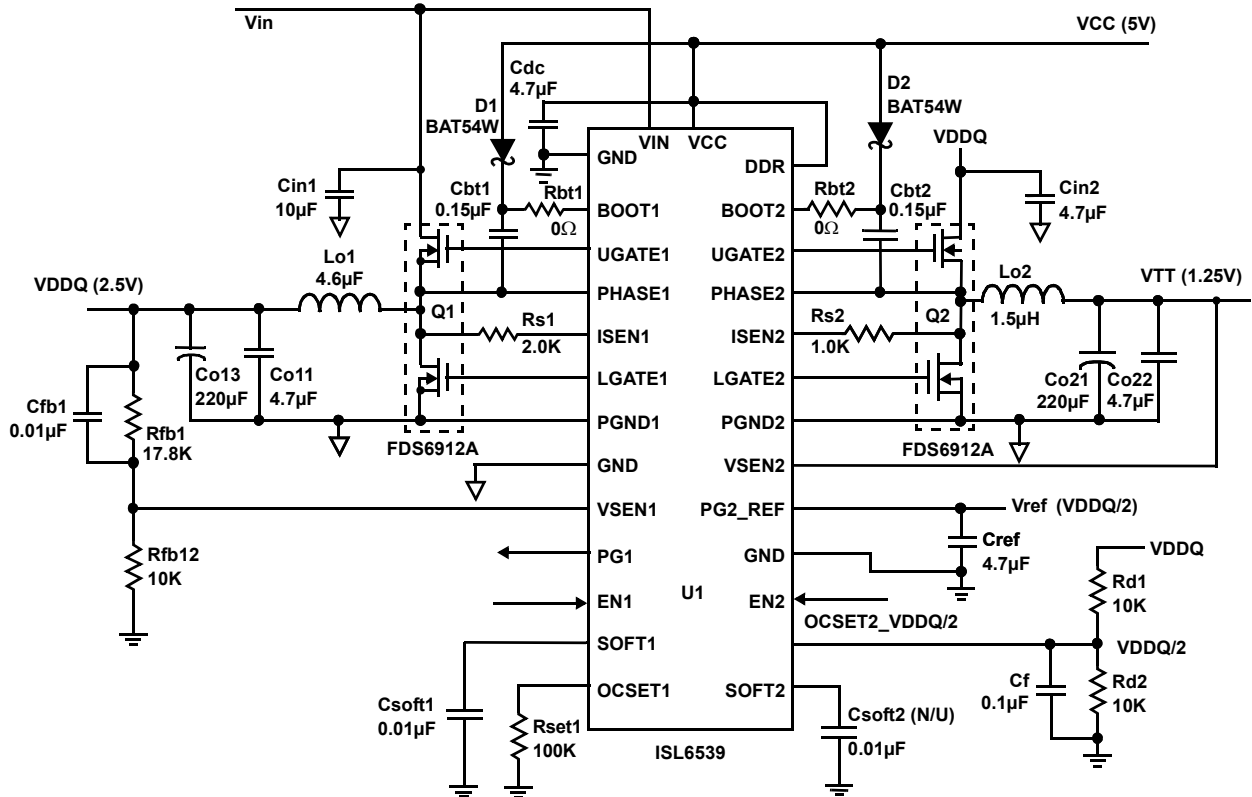 Vin
VCC (5V)
Cdc
4.7µF
D1
BAT54W
D2
BAT54W
VDDQ
VIN
VCC
GND
DDR
Cin1
10µF
Cbt1
0.15µF
Rbt1
0Ω
BOOT1
BOOT2
Rbt2
0Ω
Cbt2
0.15µF
Cin2
4.7µF
UGATE1
UGATE2
VDDQ (2.5V)
Lo1
4.6µF
PHASE1
PHASE2
Lo2
1.5µH
VTT (1.25V)
Q1
Rs1
2.0K
ISEN1
ISEN2
Rs2
1.0K
Q2
Co13
220µF
Co11
4.7µF
LGATE1
LGATE2
Co21
220µF
Co22
4.7µF
Cfb1
0.01µF
Rfb1
17.8K
PGND1
PGND2
FDS6912A
FDS6912A
GND
VSEN2
VSEN1
PG2_REF
Vref (VDDQ/2)
Rfb12
10K
PG1
GND
Cref
4.7µF
VDDQ
U1
EN1
EN2
OCSET2_VDDQ/2
Rd1
10K
SOFT1
VDDQ/2
OCSET1
SOFT2
Cf
0.1µF
Rd2
10K
Csoft1
0.01µF
Rset1
100K
Csoft2 (N/U)
0.01µF
ISL6539